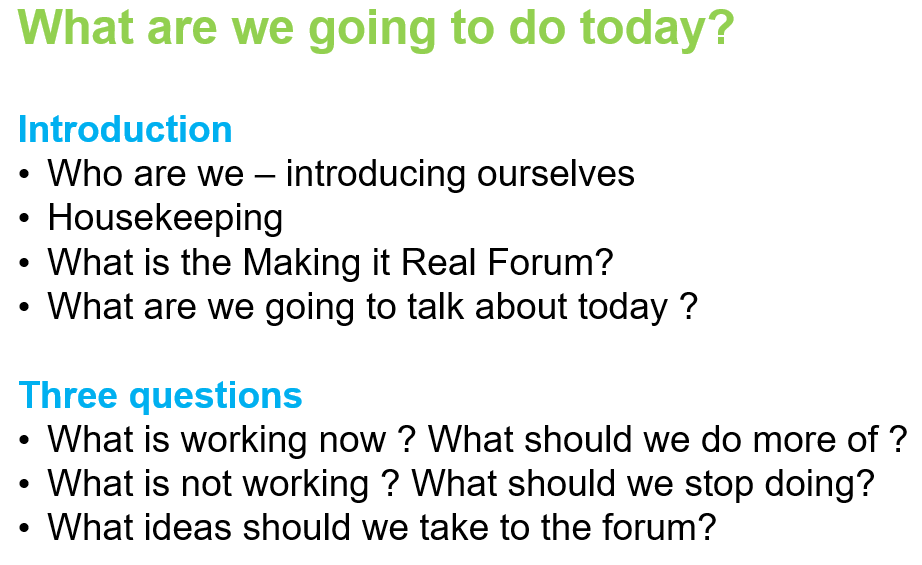 What are we going to do today?
Introduction
• Who are we – introducing ourselves
• Housekeeping
• What is the Making it Real Forum?
• What are we going to talk about today ?
Three questions
• What is working now ? What should we do more of ?
• What is not working ? What should we stop doing?
• What ideas should we take to the forum?